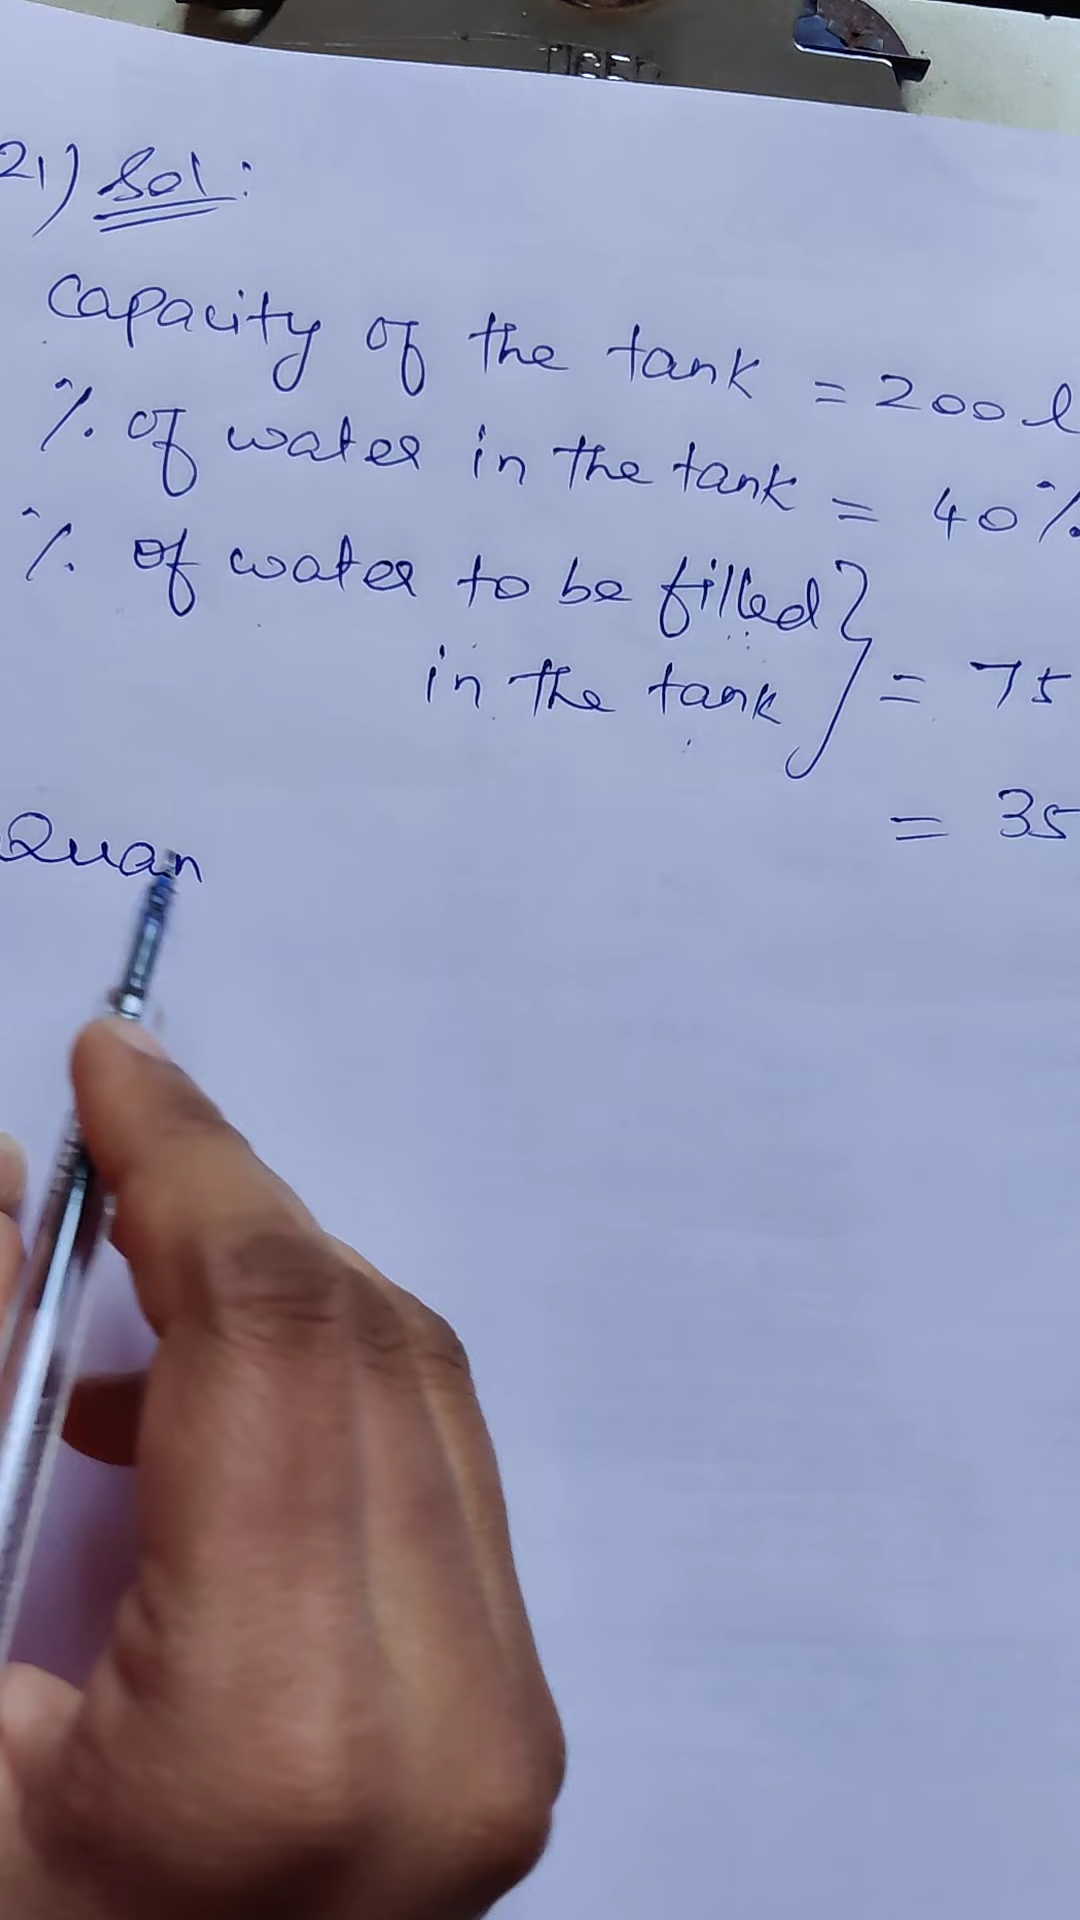 TIGER
21) Sol:
Capacity of the tank = 200 l
% of water in the tank = 40%
% of water to be filled }
in the tank } = 75
= 35
Quan